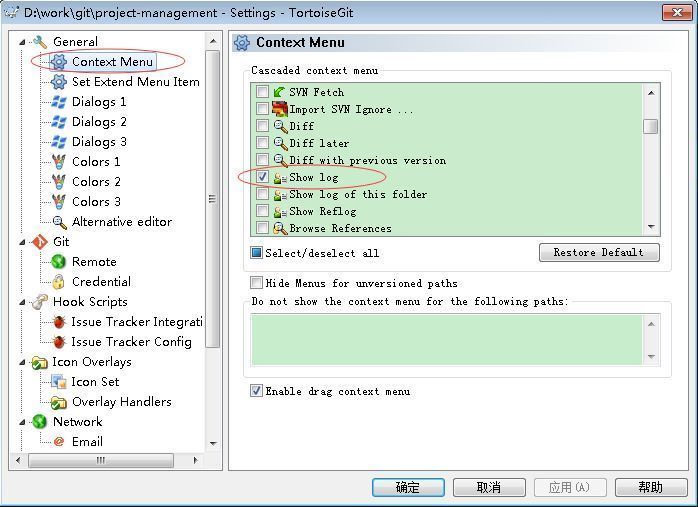 D:\work\git\project-management - Settings - TortoiseGit
General
Context Menu
Set Extend Menu Item
Dialogs 1
Dialogs 2
Dialogs 3
Colors 1
Colors 2
Colors 3
Alternative editor
Git
Remote
Credential
Hook Scripts
Issue Tracker Integrati
Issue Tracker Config
Icon Overlays
Icon Set
Overlay Handlers
Network
Email
Context Menu
Cascaded context menu
SVN Fetch
Import SVN Ignore ...
Diff
Diff later
Diff with previous version
Show log
Show log of this folder
Show Reflog
Browse References
Select/deselect all
Restore Default
Hide Menus for unversioned paths
Do not show the context menu for the following paths:
Enable drag context menu
确定
取消
应用(A)
帮助